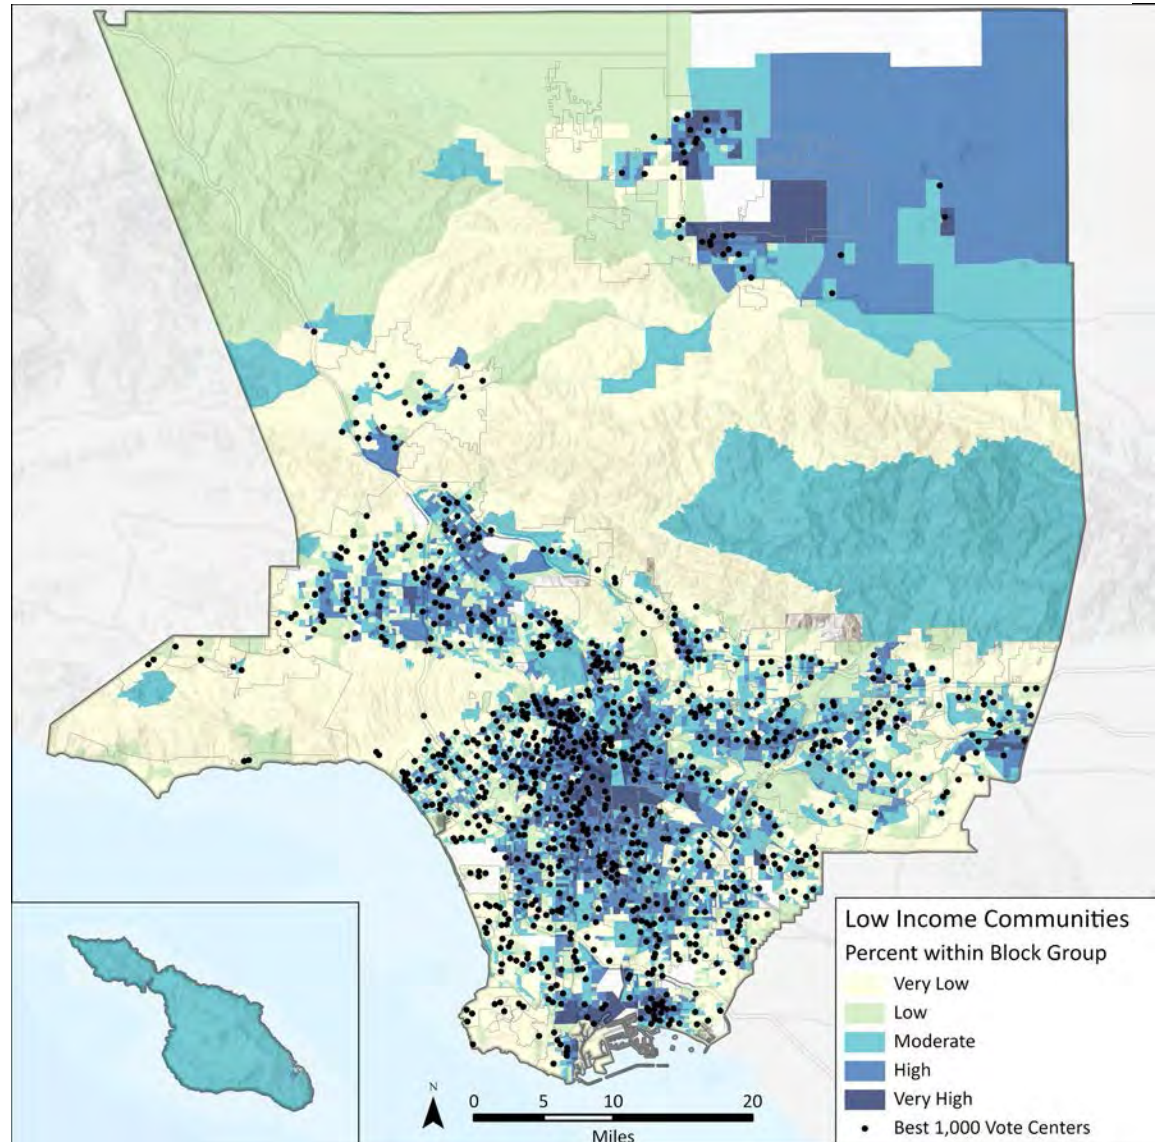 Low Income Communities
Percent within Block Group
Very Low
Low
Moderate
High
Very High
Best 1,000 Vote Centers
N
0 5 10 20
Miles